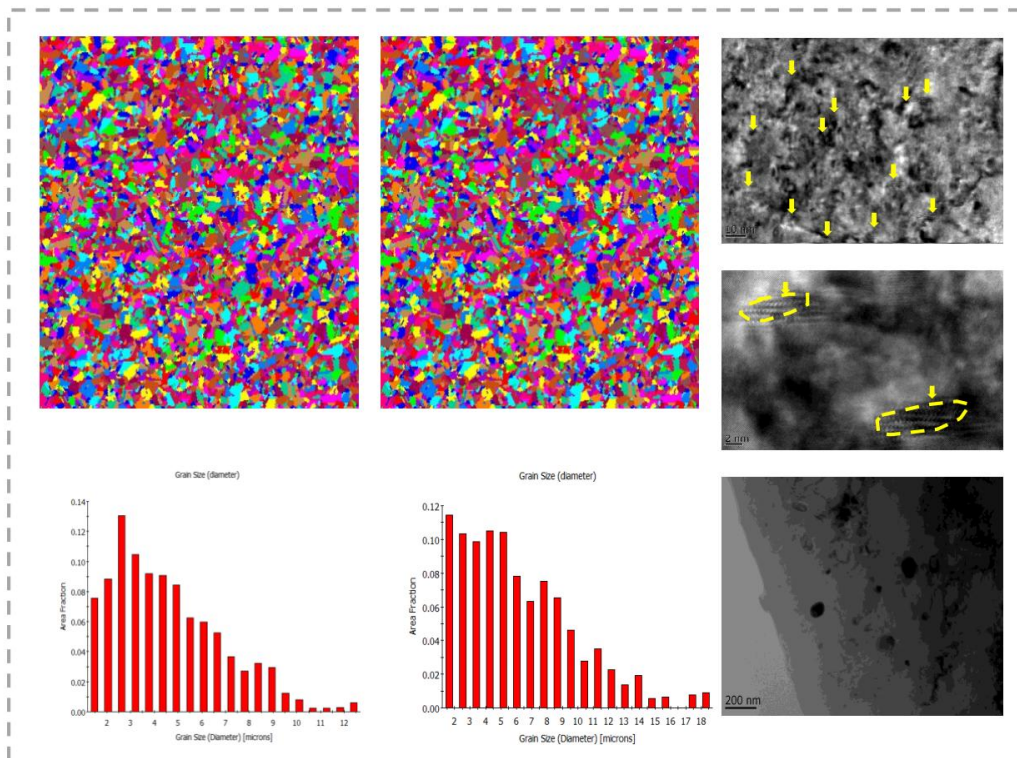 10 nm
2 nm
200 nm
Grain Size (diameter)
0.14
0.12
0.10
0.08
0.06
0.04
0.02
0.00
Area Fraction
2 3 4 5 6 7 8 9 10 11 12
Grain Size (Diameter) [microns]
Grain Size (diameter)
0.12
0.10
0.08
0.06
0.04
0.02
0.00
Area Fraction
2 3 4 5 6 7 8 9 10 11 12 13 14 15 16 17 18
Grain Size (Diameter) [microns]